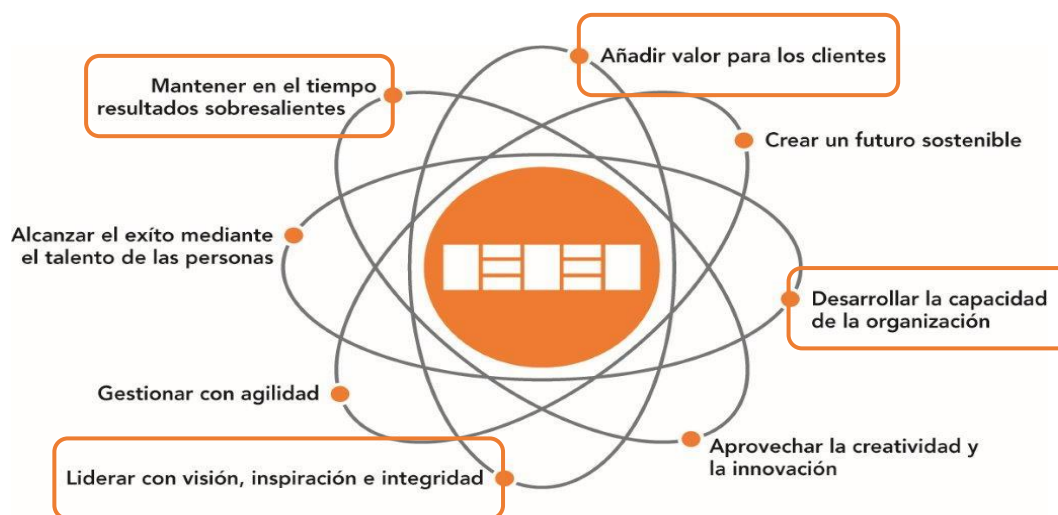 Añadir valor para los clientes
Mantener en el tiempo
resultados sobresalientes
Crear un futuro sostenible
Alcanzar el exíto mediante
el talento de las personas
Desarrollar la capacidad
de la organización
Gestionar con agilidad
Aprovechar la creatividad y
la innovación
Liderar con visión, inspiración e integridad